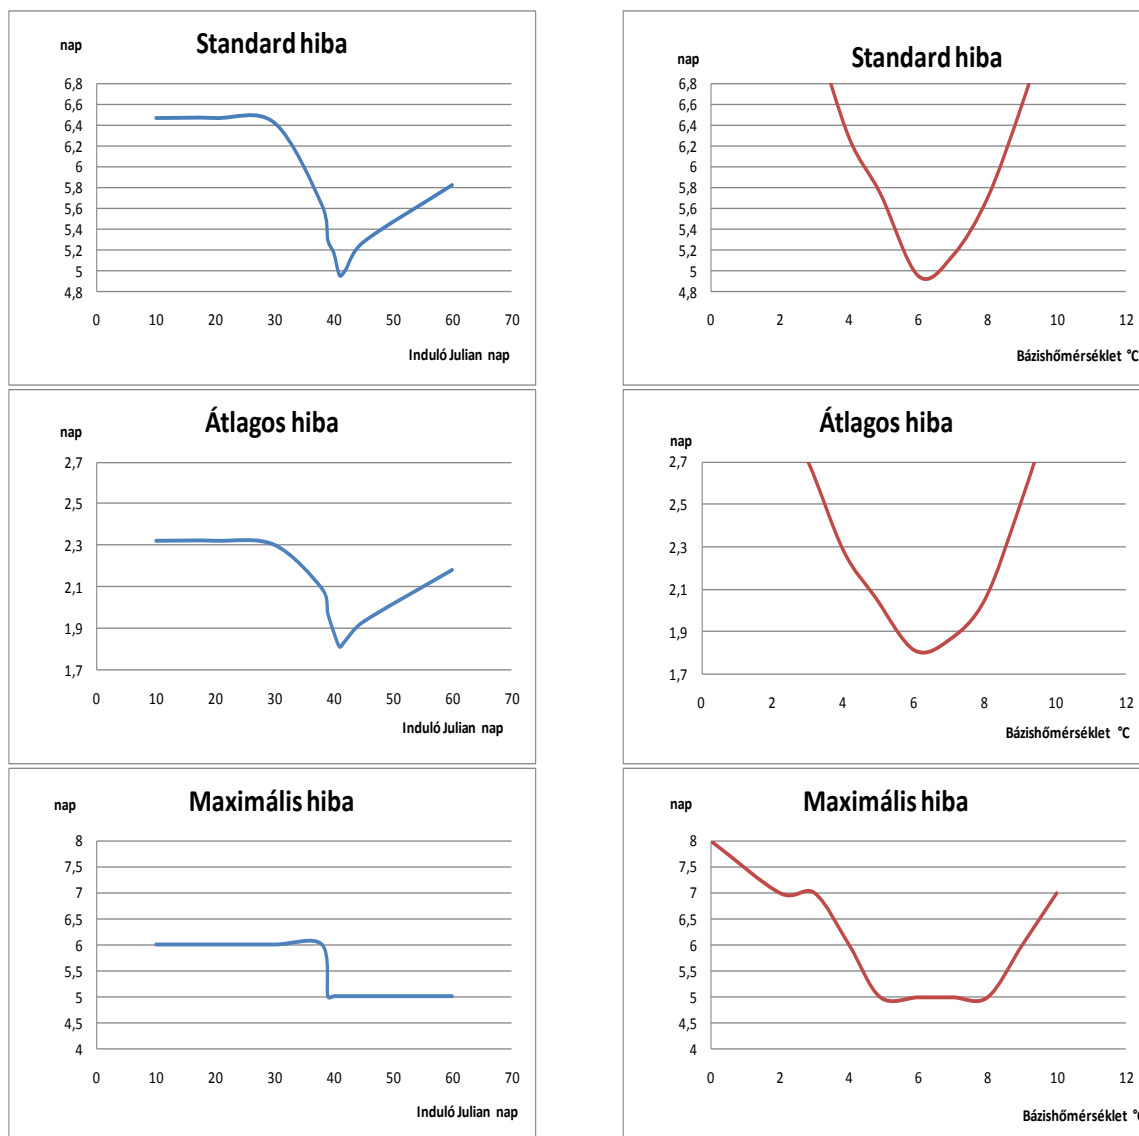 Standard hiba
nap
6,8
6,6
6,4
6,2
6
5,8
5,6
5,4
5,2
5
4,8
0 10 20 30 40 50 60 70
Induló Julian nap
Standard hiba
nap
6,8
6,6
6,4
6,2
6
5,8
5,6
5,4
5,2
5
4,8
0 2 4 6 8 10 12
Bázishőmérséklet °C
Átlagos hiba
nap
2,7
2,5
2,3
2,1
1,9
1,7
0 10 20 30 40 50 60 70
Induló Julian nap
Átlagos hiba
nap
2,7
2,5
2,3
2,1
1,9
1,7
0 2 4 6 8 10 12
Bázishőmérséklet °C
Maximális hiba
nap
8
7,5
7
6,5
6
5,5
5
4,5
4
0 10 20 30 40 50 60 70
Induló Julian nap
Maximális hiba
nap
8
7,5
7
6,5
6
5,5
5
4,5
4
0 2 4 6 8 10 12
Bázishőmérséklet °C